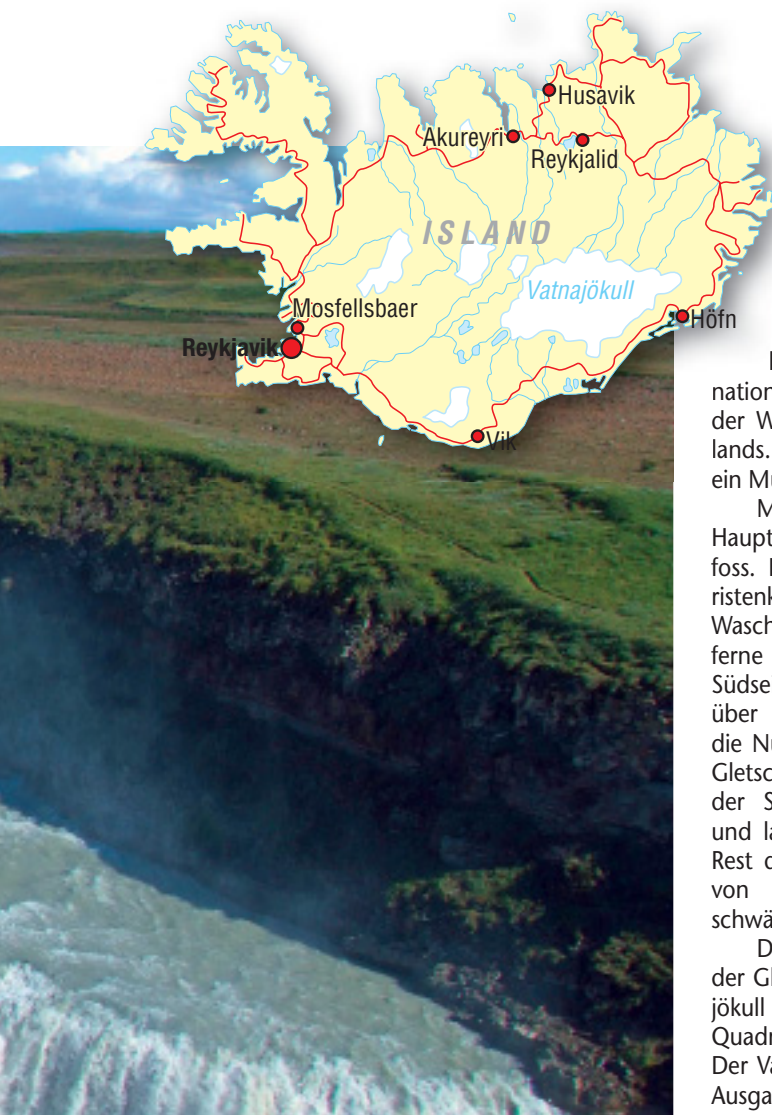 Husavik
Akureyri
Reykjalid
ISLAND
Vatnajökull
Mosfellsbaer
Höfn
Reykjavik
Vik
nation
der W
lands.
ein Mu
M
Haupt
foss.
ristenk
Wasch
ferne
Südse
über
die Nu
Gletsch
der S
und la
Rest d
von
schwä
D
der Gl
jökull
Quadr
Der Va
Ausga